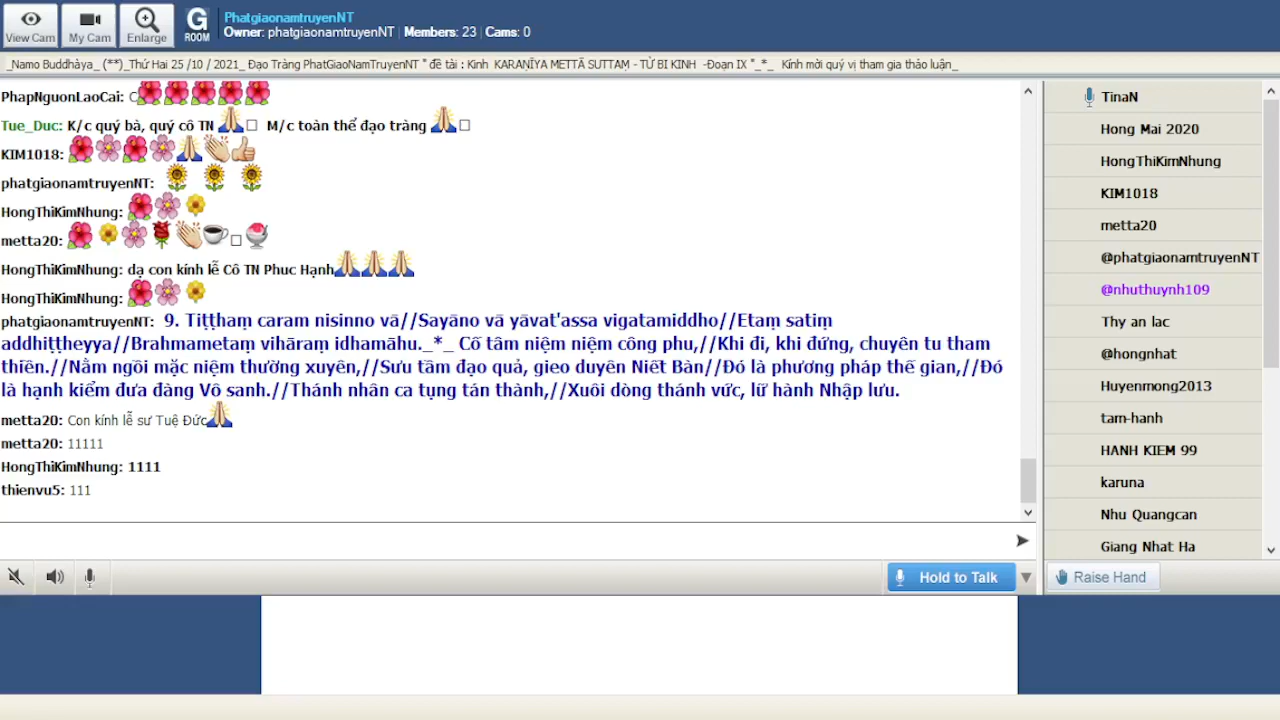 PhatgiaonamtruyenNT
Owner: phatgiaonamtruyenNT | Members: 23 | Cams: 0
View Cam
My Cam
Enlarge
G
ROOM
_Namo Buddhàya_ (**)_Thứ Hai 25 /10 / 2021_ Đạo Tràng PhatGiaoNamTruyenNT " đề tài : Kinh KARAṆĪYA METTĀ SUTTAṂ - TỪ BI KINH -Đoạn IX "_*_ Kính mời quý vị tham gia thảo luận_
PhapNguonLaoCai: C
Tue_Duc: K/c quý bà, quý cô TN M/c toàn thể đạo tràng
KIM1018:
phatgiaonamtruyenNT:
HongThiKimNhung:
metta20:
HongThiKimNhung: dạ con kính lễ Cô TN Phuc Hạnh
HongThiKimNhung:
phatgiaonamtruyenNT: 9. Tiṭṭhaṃ caram nisinno vā//Sayāno vā yāvat'assa vigatamiddho//Etaṃ satiṃ
addhiṭṭheyya//Brahmametaṃ vihāraṃ idhamāhu._*_ Cố tâm niệm niệm công phu,//Khi đi, khi đứng, chuyên tu tham
thiền.//Nằm ngồi mặc niệm thường xuyên,//Sưu tầm đạo quả, gieo duyên Niết Bàn//Đó là phương pháp thế gian,//Đó
là hạnh kiểm đưa đàng Vô sanh.//Thánh nhân ca tụng tán thành,//Xuôi dòng thánh vức, lữ hành Nhập lưu.
metta20: Con kính lễ sư Tuệ Đức
metta20: 11111
HongThiKimNhung: 1111
thienvu5: 111
Hold to Talk
TinaN
Hong Mai 2020
HongThiKimNhung
KIM1018
metta20
@phatgiaonamtruyenNT
@nhuthuynh109
Thy an lac
@hongnhat
Huyenmong2013
tam-hanh
HANH KIEM 99
karuna
Nhu Quangcan
Giang Nhat Ha
Raise Hand